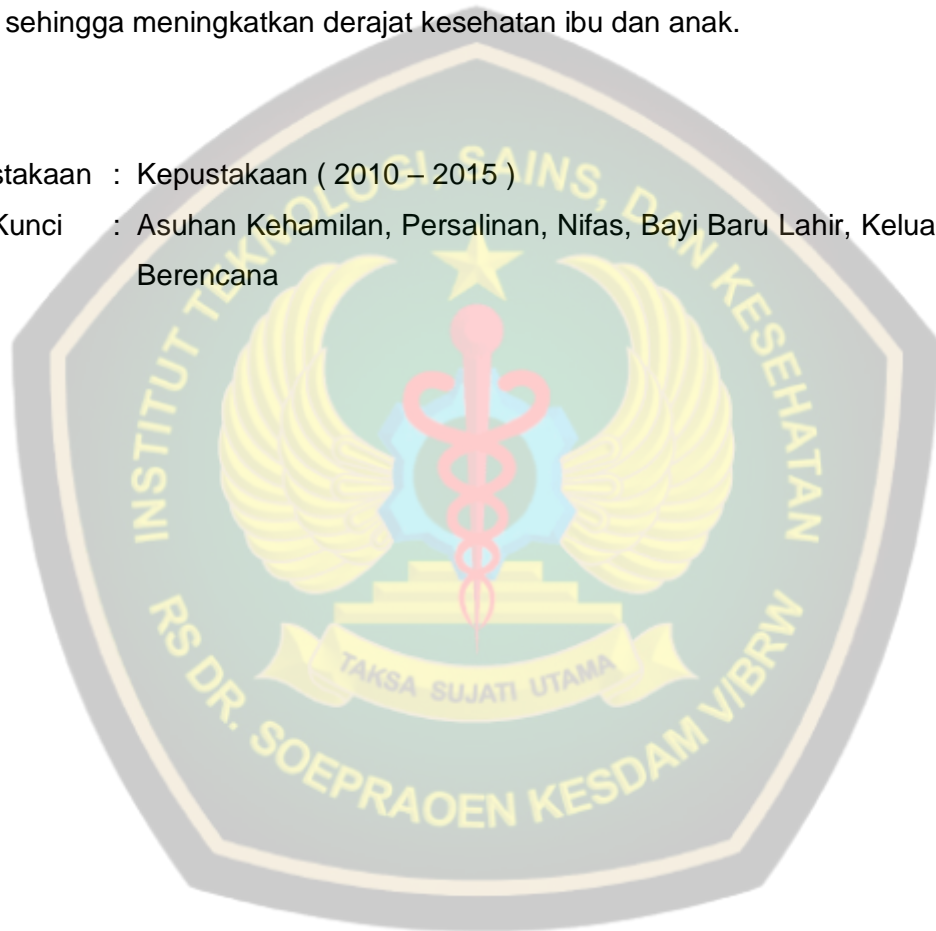 sehingga meningkatkan derajat kesehatan ibu dan anak.
stakaan : Kepustakaan ( 2010 – 2015 )
Kunci : Asuhan Kehamilan, Persalinan, Nifas, Bayi Baru Lahir, Kelua
Berencana
INSTITUT TEKNOLOGI, SAINS, DAN KESEHATAN
TAKSA SUJATI UTAMA
RS DR. SOEPRAOEN KESDAM V/BRW